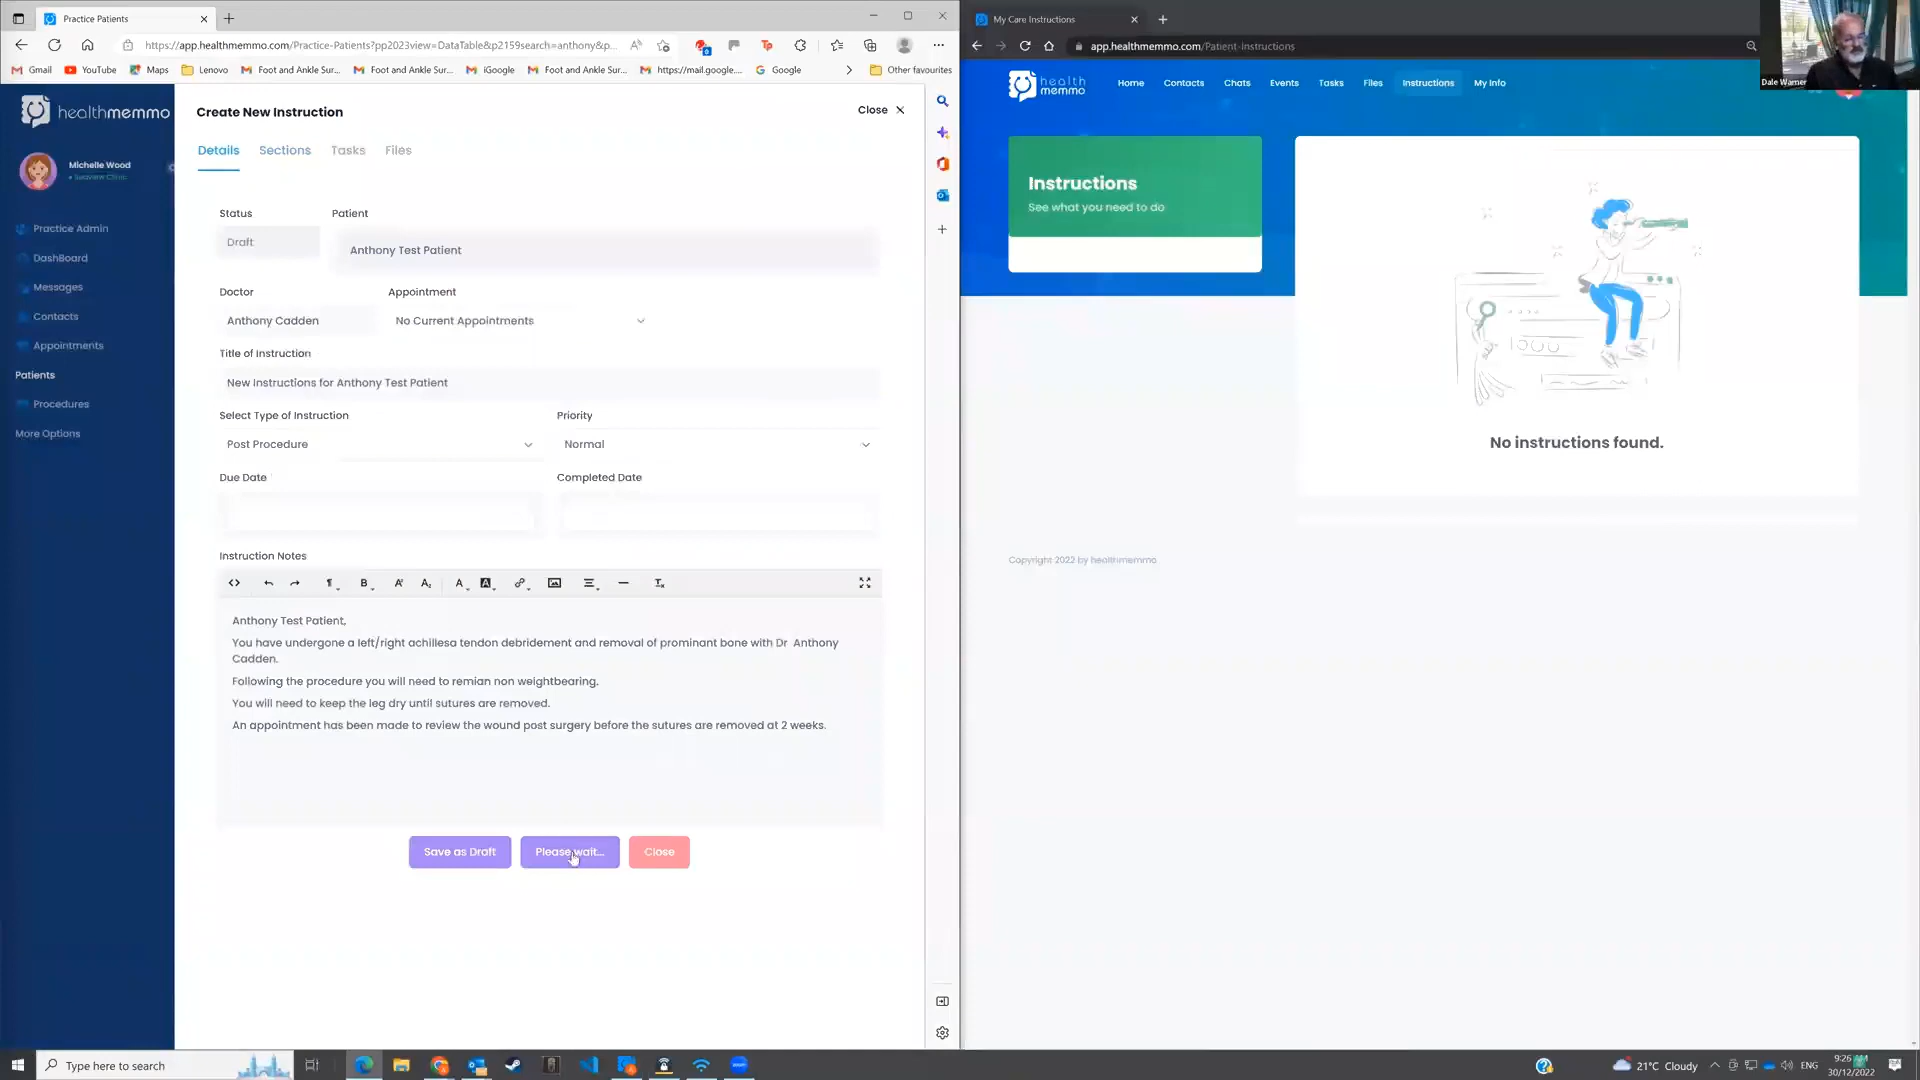 Practice Patients
https://app.healthmemmo.com/Practice-Patients?pp2023view=DataTable&p2159search=anthony&p...
Gmail
YouTube
Maps
Lenovo
Foot and Ankle Sur...
Foot and Ankle Sur...
iGoogle
Foot and Ankle Sur...
https://mail.google....
Google
Other favourites
healthmemmo
Michelle Wood
Seaview Clinic
Practice Admin
DashBoard
Messages
Contacts
Appointments
Patients
Procedures
More Options
Create New Instruction
Close
Details Sections Tasks Files
Status Patient
Draft
Anthony Test Patient
Doctor Appointment
Anthony Cadden No Current Appointments
Title of Instruction
New Instructions for Anthony Test Patient
Select Type of Instruction Priority
Post Procedure Normal
Due Date Completed Date
Instruction Notes
Anthony Test Patient,
You have undergone a left/right achillesa tendon debridement and removal of prominant bone with Dr Anthony
Cadden.
Following the procedure you will need to remian non weightbearing.
You will need to keep the leg dry until sutures are removed.
An appointment has been made to review the wound post surgery before the sutures are removed at 2 weeks.
Save as Draft Please wait... Close
My Care Instructions
app.healthmemmo.com/Patient-Instructions
Dale Warner
health
memmo
Home Contacts Chats Events Tasks Files Instructions My Info
Instructions
See what you need to do
No instructions found.
Copyright 2022 by healthmemmo
Type here to search
21°C Cloudy
ENG
9:26
30/12/2022